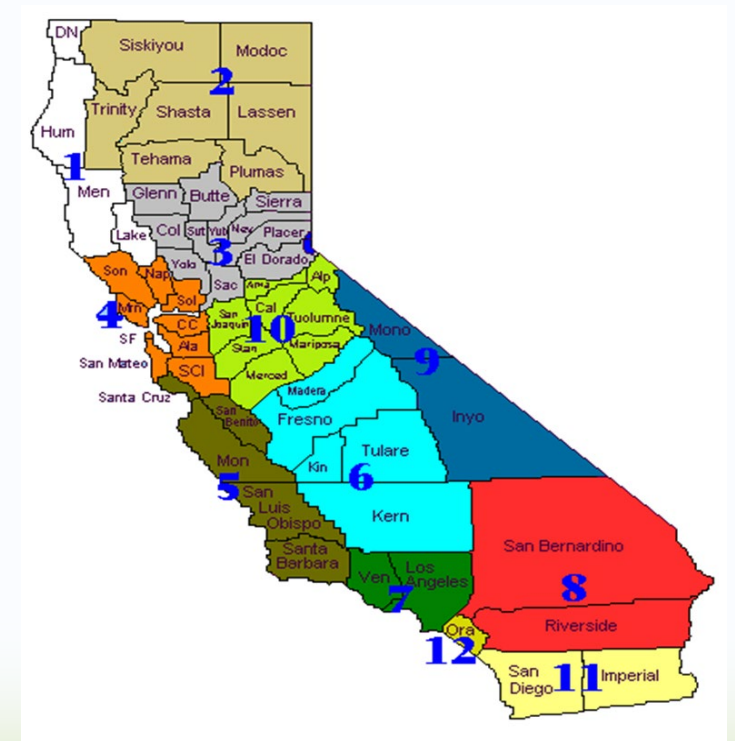 DN
Siskiyou
Modoc
2
Trinity
Shasta
Lassen
Hum
1
Tehama
Plumas
Men
Glenn
Butte
Sierra
Lake
Col
Sut
Yub
Nev
Placer
3
Yolo
El Dorado
Son
Nap
Sac
Ama
Alp
Sol
4
Mrn
Cal
Tuolumne
San
Joaquin
10
Mono
CC
SF
Ala
Stan
Mariposa
9
San Mateo
SCl
Merced
Santa Cruz
Madera
Inyo
San
Benito
Fresno
Mon
Kin
Tulare
6
5
San
Luis
Obispo
Kern
San Bernardino
Santa
Barbara
Ven
Los
Angeles
7
8
Ora
Riverside
12
San
Diego
11
Imperial